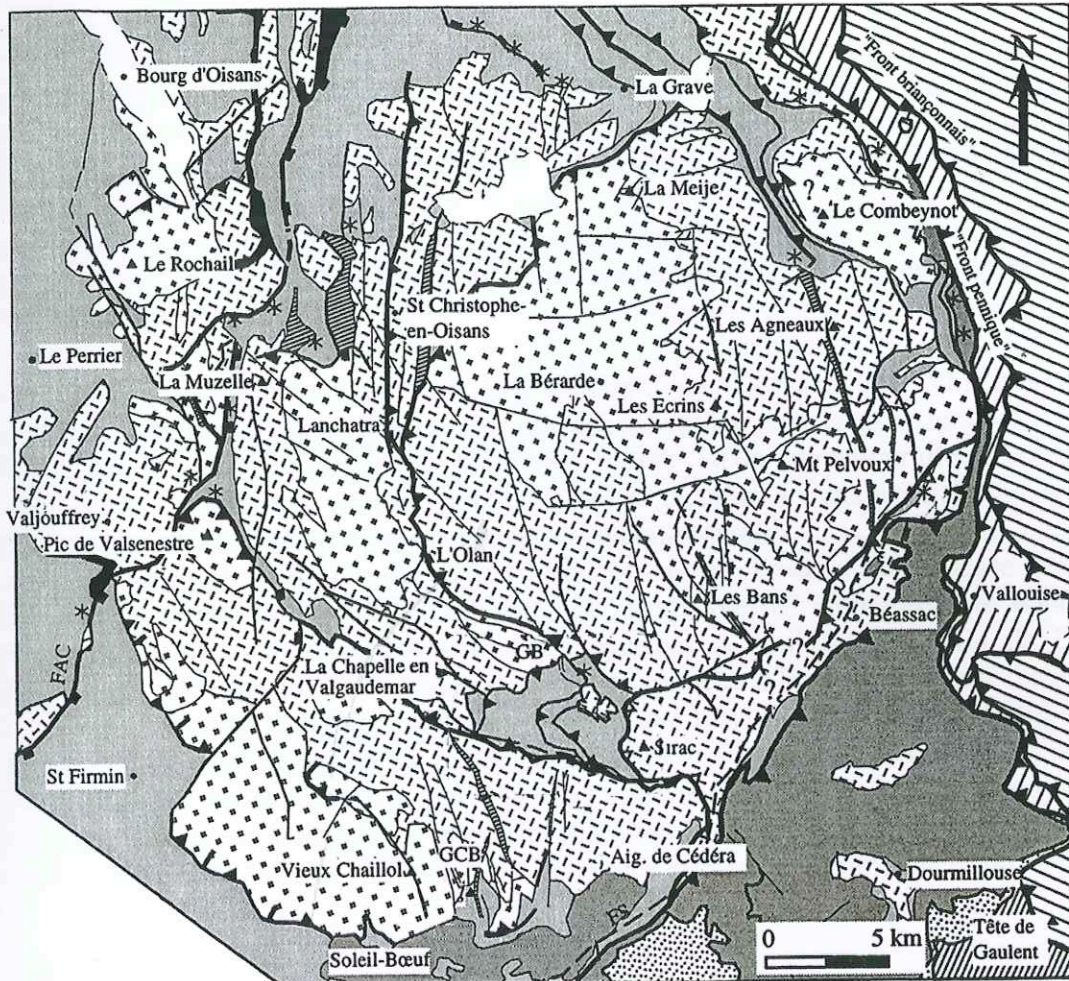 Bourg d'Oisans
La Grave
"Front briançonnais"
N
La Meije
?
Le Combeynot
Le Rochail
"Front pennique"
St Christophe-
en-Oisans
Les Agneaux
Le Perrier
La Muzelle
La Bérarde
Les Ecrins
Lanchatra
Mt Pelvoux
Valjouffrey
Pic de Valsenestre
L'Olan
Les Bans
Vallouise
Béassac
FAC
La Chapelle en
Valgaudemar
GB
?
Sirac
St Firmin
Vieux Chaillol
GCB
Aig. de Cédéra
Dourmillouse
FS
0
5 km
Tête de
Gaulent
Soleil-Bœuf